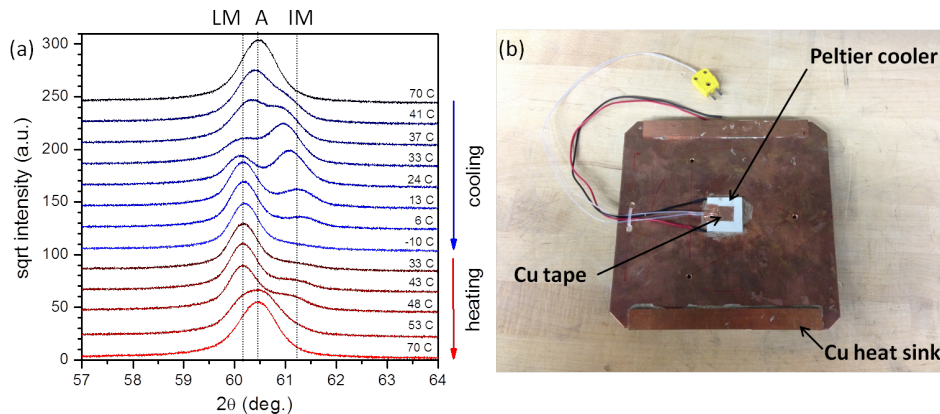 LM A IM
(a)
300
250
200
150
100
50
0
sqrt intensity (a.u.)
70 C
41 C
37 C
33 C
24 C
13 C
6 C
-10 C
33 C
43 C
48 C
53 C
70 C
cooling
heating
57 58 59 60 61 62 63 64
2θ (deg.)
(b)
Peltier cooler
Cu tape
Cu heat sink